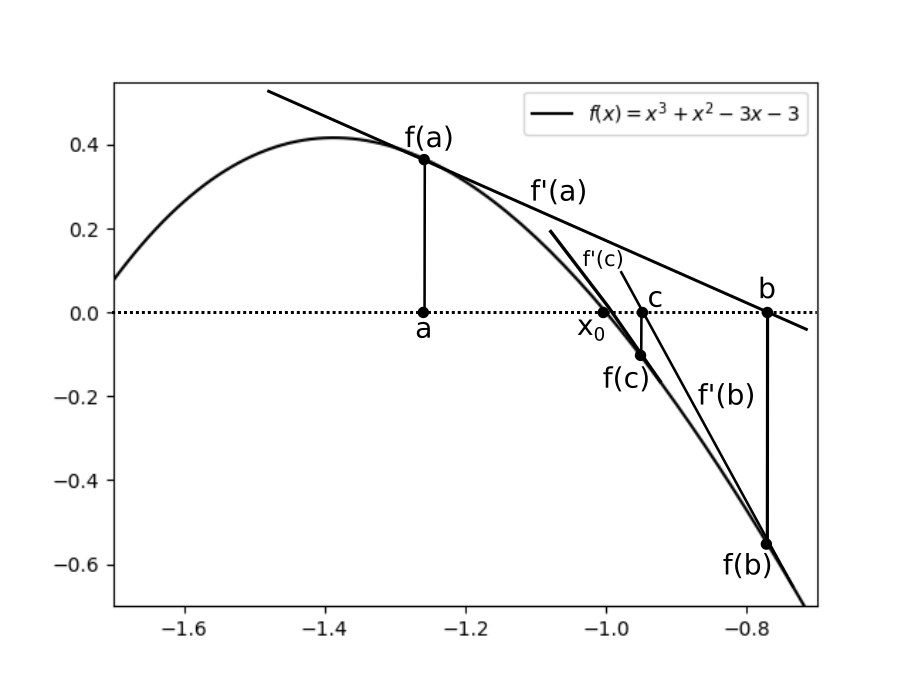 f(x) = x³ + x² − 3x − 3
f(a)
f'(a)
f'(c)
c
b
a
x₀
f(c)
f'(b)
f(b)
0.4
0.2
0.0
−0.2
−0.4
−0.6
−1.6
−1.4
−1.2
−1.0
−0.8